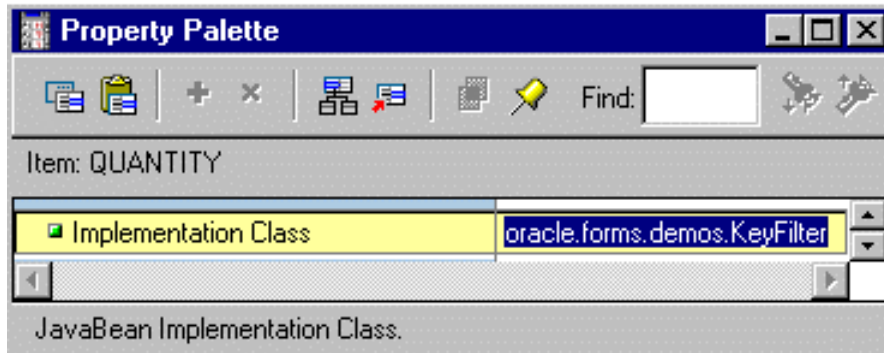 Property Palette
Find:
Item: QUANTITY
Implementation Class oracle.forms.demos.KeyFilter
JavaBean Implementation Class.